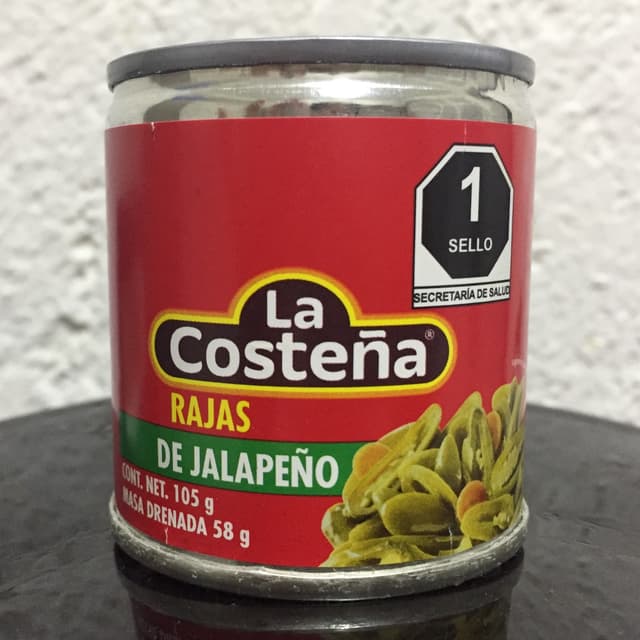 1
SELLO
SECRETARÍA DE SALUD
La
Costeña®
RAJAS
DE JALAPEÑO
CONT. NET. 105 g
MASA DRENADA 58 g